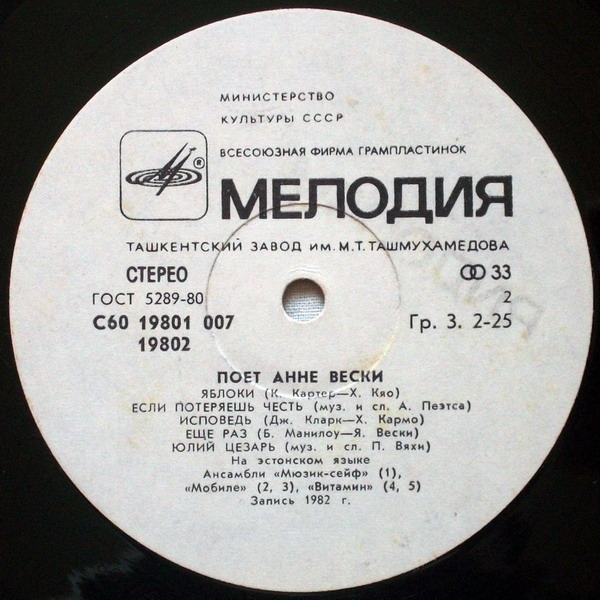 МИНИСТЕРСТВО
КУЛЬТУРЫ СССР
ВСЕСОЮЗНАЯ ФИРМА ГРАМПЛАСТИНОК
®
МЕЛОДИЯ
ТАШКЕНТСКИЙ ЗАВОД ИМ. М.Т. ТАШМУХАМЕДОВА
СТЕРЕО 33
ГОСТ 5289-80 2
С60 19801 007 Гр. 3. 2-25
19802
ПОЕТ АННЕ ВЕСКИ
ЯБЛОКИ (К. Картер—Х. Кяо)
ЕСЛИ ПОТЕРЯЕШЬ ЧЕСТЬ (муз. и сл. А. Пеэтса)
ИСПОВЕДЬ (Дж. Кларк—Х. Кармо)
ЕЩЕ РАЗ (Б. Манилоу—Я. Вески)
ЮЛИЙ ЦЕЗАРЬ (муз. и сл. П. Вяхи)
На эстонском языке
Ансамбли «Мюзик-сейф» (1),
«Мобиле» (2, 3), «Витамин» (4, 5)
Запись 1982 г.